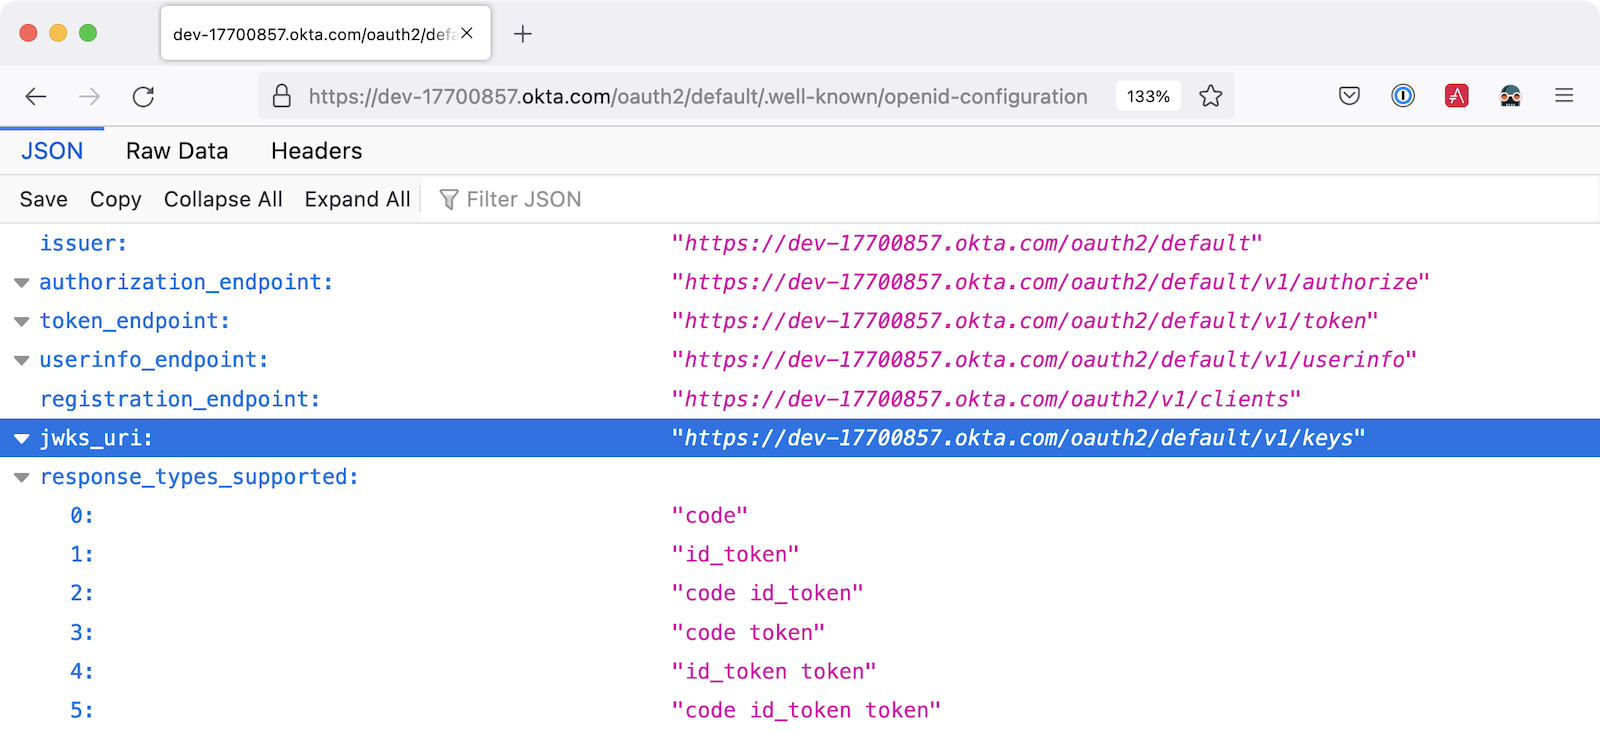 dev-17700857.okta.com/oauth2/def
https://dev-17700857.okta.com/oauth2/default/.well-known/openid-configuration 133%
JSON Raw Data Headers
Save Copy Collapse All Expand All Filter JSON
issuer: "https://dev-17700857.okta.com/oauth2/default"
authorization_endpoint: "https://dev-17700857.okta.com/oauth2/default/v1/authorize"
token_endpoint: "https://dev-17700857.okta.com/oauth2/default/v1/token"
userinfo_endpoint: "https://dev-17700857.okta.com/oauth2/default/v1/userinfo"
registration_endpoint: "https://dev-17700857.okta.com/oauth2/v1/clients"
jwks_uri: "https://dev-17700857.okta.com/oauth2/default/v1/keys"
response_types_supported:
0: "code"
1: "id_token"
2: "code id_token"
3: "code token"
4: "id_token token"
5: "code id_token token"